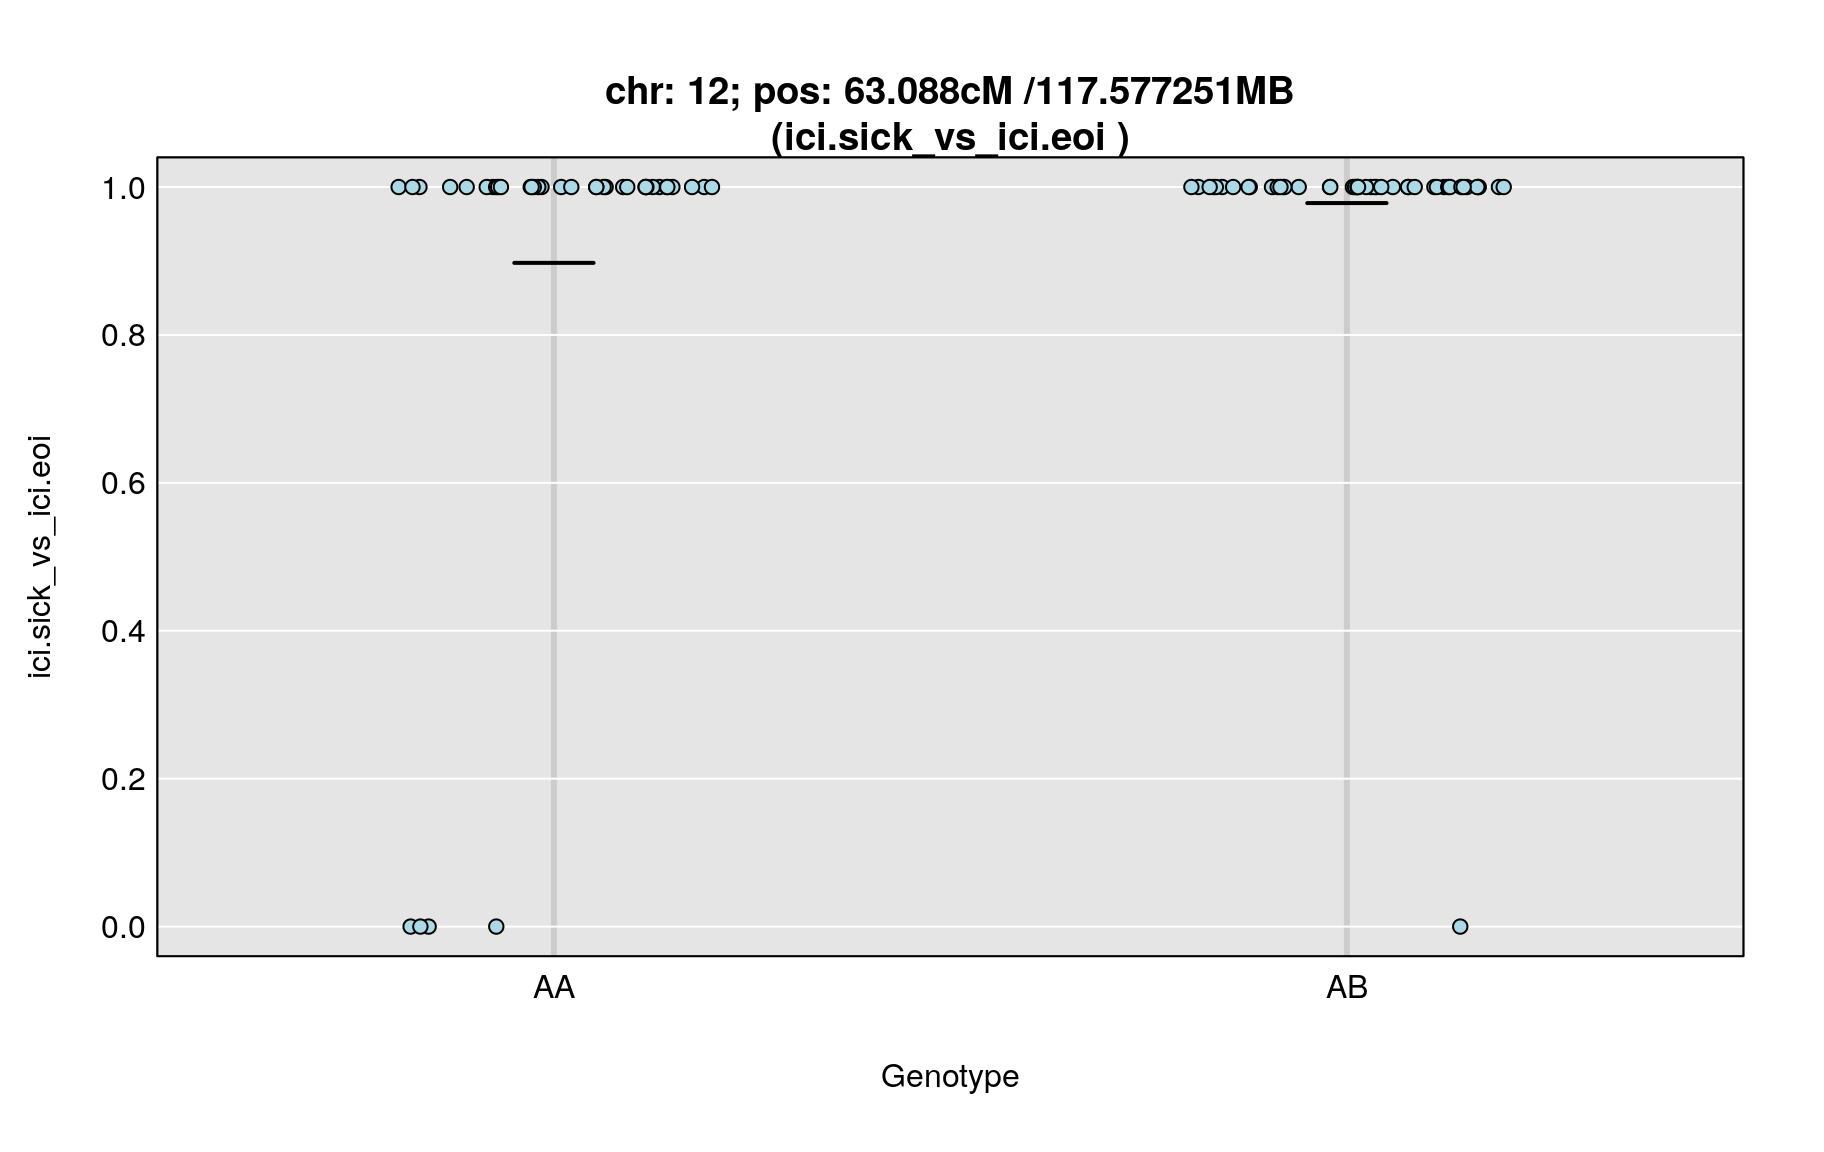 chr: 12; pos: 63.088cM /117.577251MB
(ici.sick_vs_ici.eoi )
ici.sick_vs_ici.eoi
1.0
0.8
0.6
0.4
0.2
0.0
AA AB
Genotype